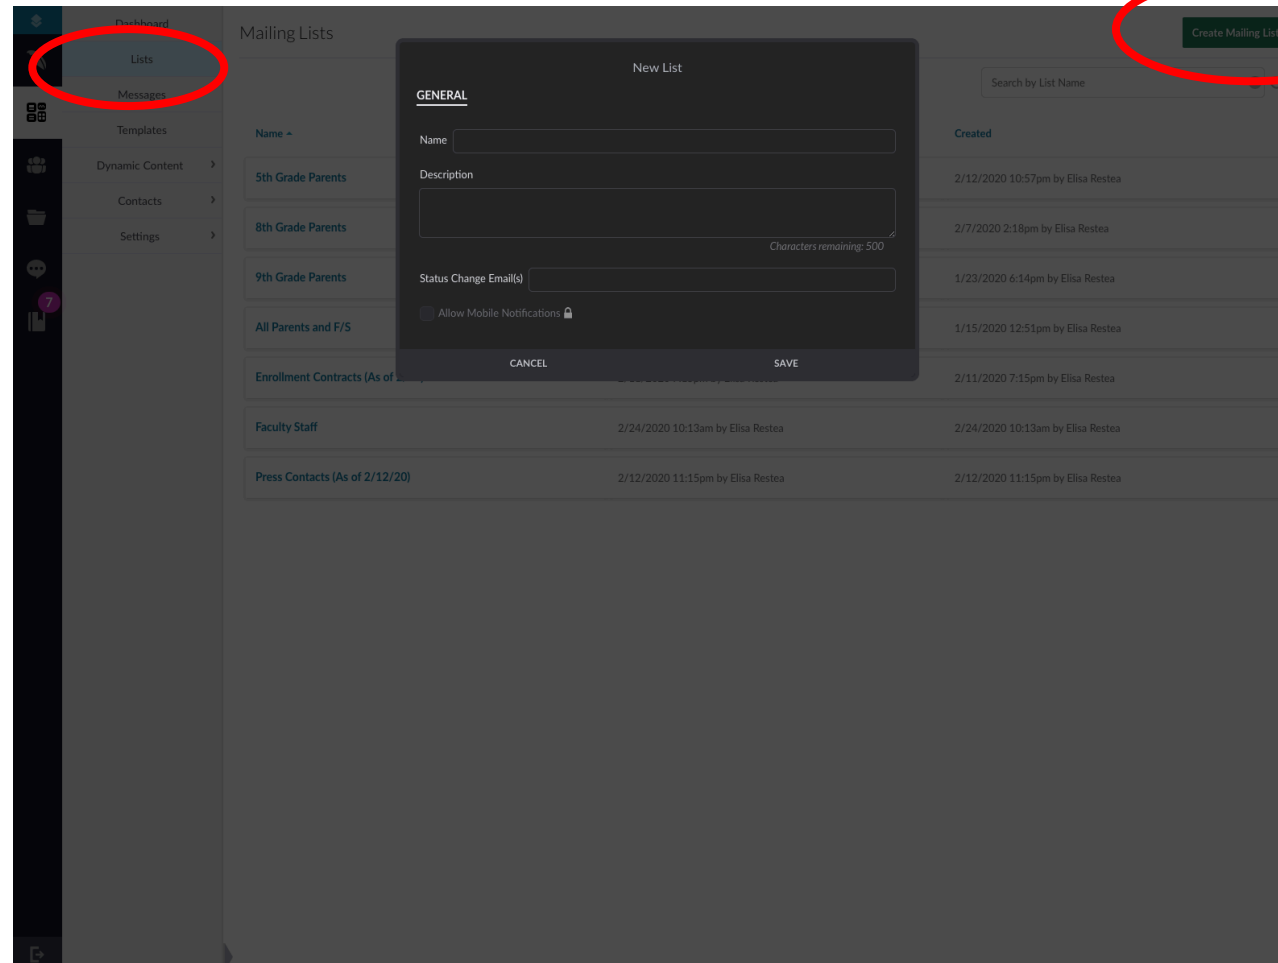 Dashboard
Lists
Messages
Templates
Dynamic Content
Contacts
Settings
7
Mailing Lists
Create Mailing List
Search by List Name
Name
Created
5th Grade Parents
2/12/2020 10:57pm by Elisa Restea
8th Grade Parents
2/7/2020 2:18pm by Elisa Restea
9th Grade Parents
1/23/2020 6:14pm by Elisa Restea
All Parents and F/S
1/15/2020 12:51pm by Elisa Restea
Enrollment Contracts (As of
2/11/2020 7:15pm by Elisa Restea
Faculty Staff
2/24/2020 10:13am by Elisa Restea
2/24/2020 10:13am by Elisa Restea
Press Contacts (As of 2/12/20)
2/12/2020 11:15pm by Elisa Restea
2/12/2020 11:15pm by Elisa Restea
New List
GENERAL
Name
Description
Characters remaining: 500
Status Change Email(s)
Allow Mobile Notifications
CANCEL
SAVE